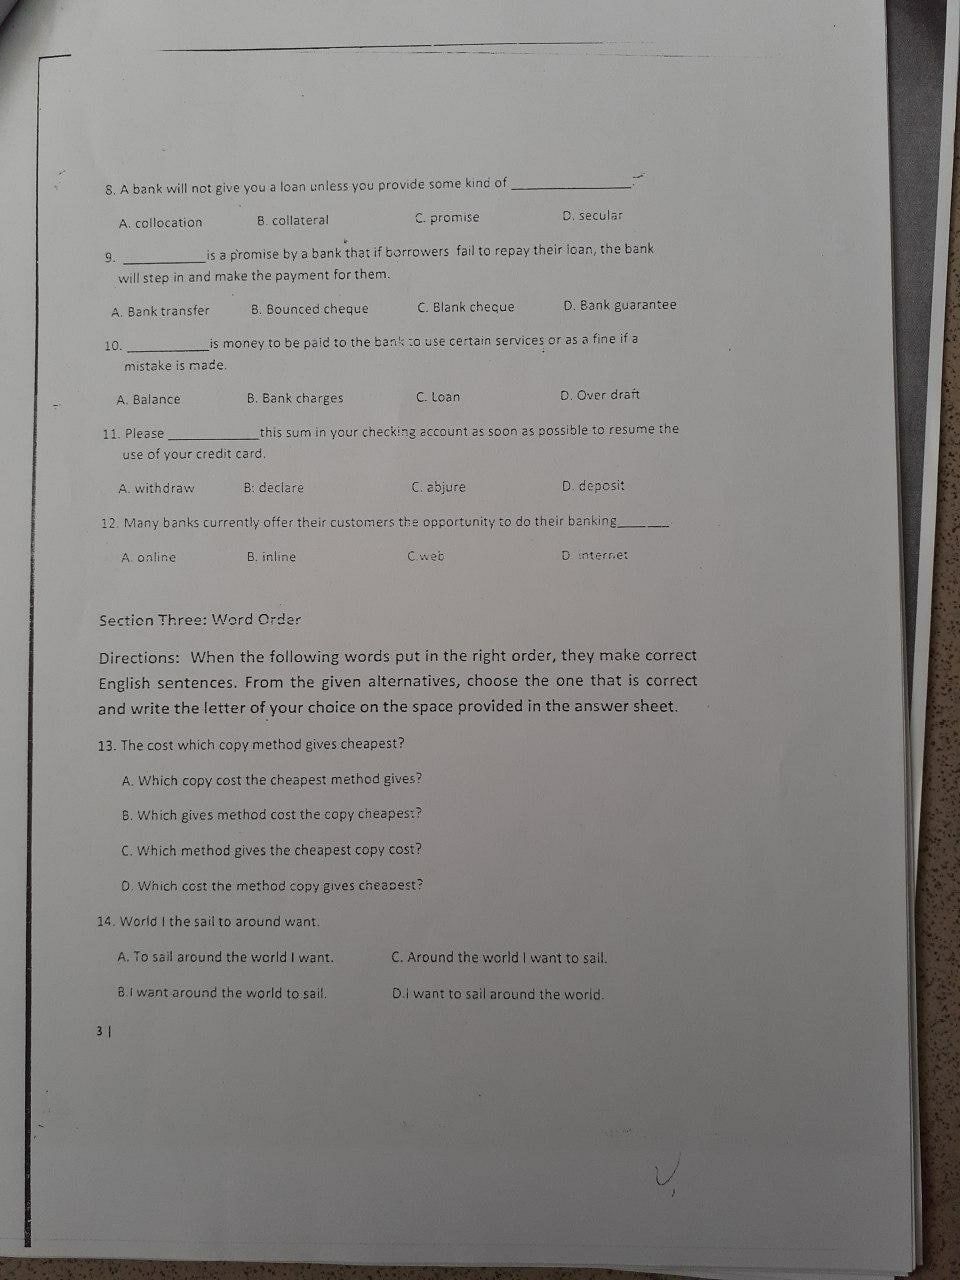 8. A bank will not give you a loan unless you provide some kind of ______________.
A. collocation B. collateral C. promise D. secular
9. __________is a promise by a bank that if borrowers fail to repay their loan, the bank
will step in and make the payment for them.
A. Bank transfer B. Bounced cheque C. Blank cheque D. Bank guarantee
10. __________is money to be paid to the bank to use certain services or as a fine if a
mistake is made.
A. Balance B. Bank charges C. Loan D. Over draft
11. Please ___________this sum in your checking account as soon as possible to resume the
use of your credit card.
A. withdraw B: declare C. abjure D. deposit
12. Many banks currently offer their customers the opportunity to do their banking______
A. online B. inline C.web D internet
Section Three: Word Order
Directions: When the following words put in the right order, they make correct
English sentences. From the given alternatives, choose the one that is correct
and write the letter of your choice on the space provided in the answer sheet.
13. The cost which copy method gives cheapest?
A. Which copy cost the cheapest method gives?
B. Which gives method cost the copy cheapest?
C. Which method gives the cheapest copy cost?
D. Which cost the method copy gives cheapest?
14. World I the sail to around want.
A. To sail around the world I want. C. Around the world I want to sail.
B.I want around the world to sail. D.I want to sail around the world.
3 |